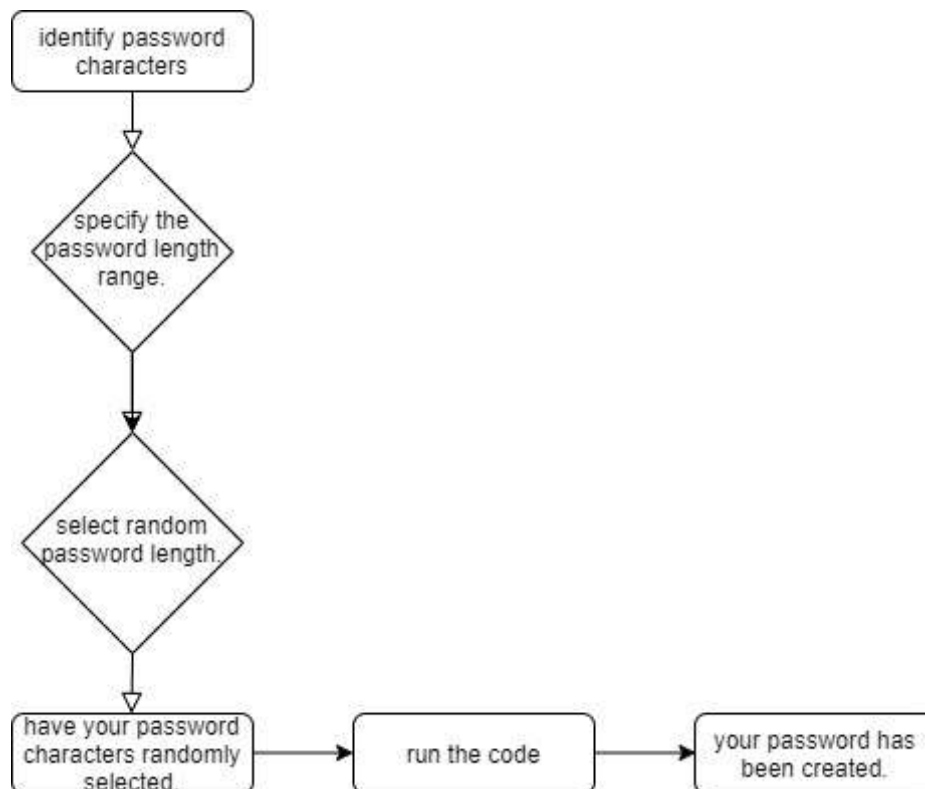 identify password
characters
specify the
password length
range.
select random
password length.
have your password
characters randomly
selected.
run the code
your password has
been created.